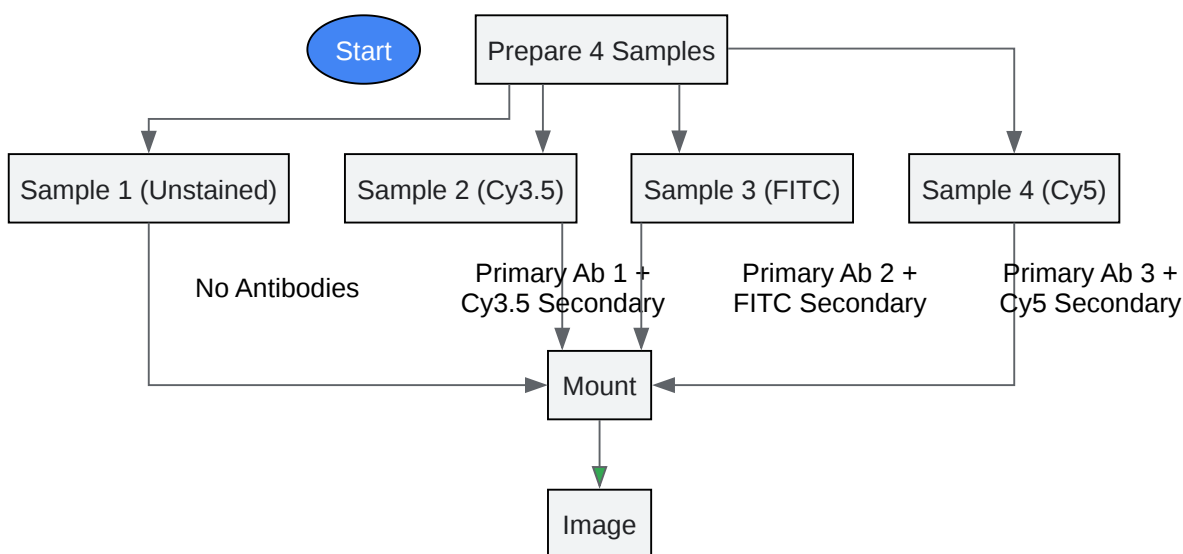 Start
Prepare 4 Samples
Sample 1 (Unstained)
Sample 2 (Cy3.5)
Sample 3 (FITC)
Sample 4 (Cy5)
No Antibodies
Primary Ab 1 +
Cy3.5 Secondary
Primary Ab 2 +
FITC Secondary
Primary Ab 3 +
Cy5 Secondary
Mount
Image